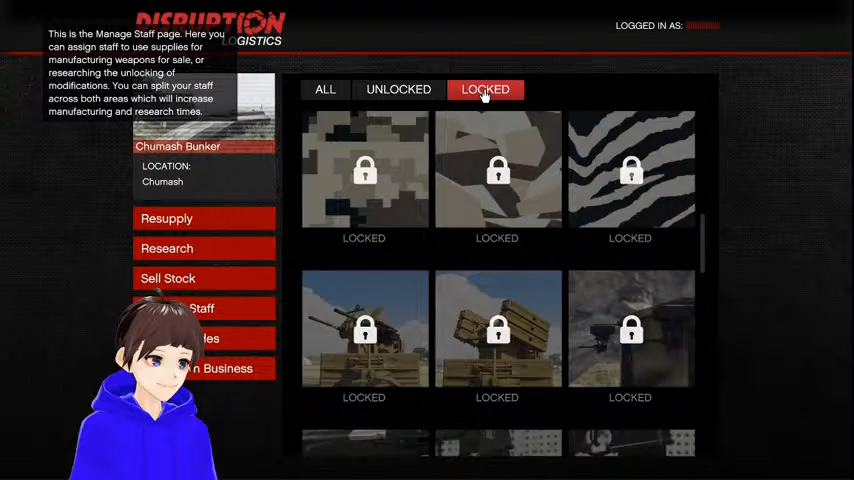 DISRUPTION
LOGISTICS
LOGGED IN AS:
This is the Manage Staff page. Here you
can assign staff to use supplies for
manufacturing weapons for sale, or
researching the unlocking of
modifications. You can split your staff
across both areas which will increase
manufacturing and research times.
Chumash Bunker
LOCATION:
Chumash
Resupply
Research
Sell Stock
Staff
des
n Business
ALL
UNLOCKED
LOCKED
LOCKED
LOCKED
LOCKED
LOCKED
LOCKED
LOCKED